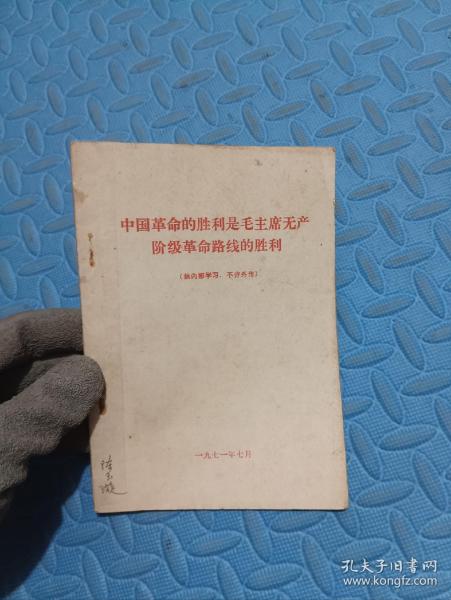 中国革命的胜利是毛主席无产
阶级革命路线的胜利
(供内部学习,不许外传)
一九七一年七月
孔夫子旧书网
www.kongfz.com